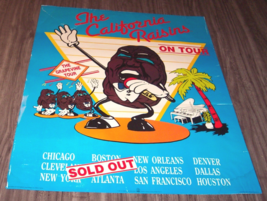 The
California
Raisins
ON TOUR
THE
GRAPEVINE
TOUR
CHICAGO BOSTON NEW ORLEANS DENVER
SOLD OUT
LOS ANGELES DALLAS
NEW YORK ATLANTA SAN FRANCISCO HOUSTON